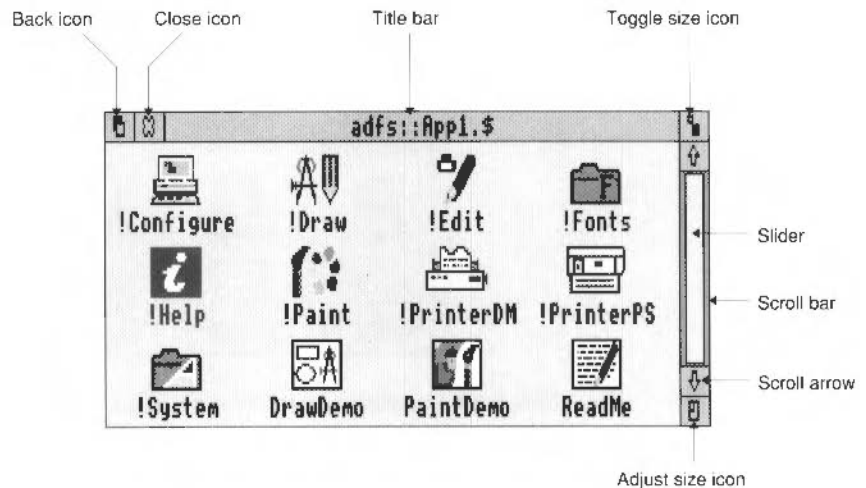 Back icon Close icon Title bar Toggle size icon
adfs::App1.$
!Configure !Draw !Edit !Fonts
Slider
!Help !Paint !PrinterDM !PrinterPS
Scroll bar
Scroll arrow
!System DrawDemo PaintDemo ReadMe
Adjust size icon